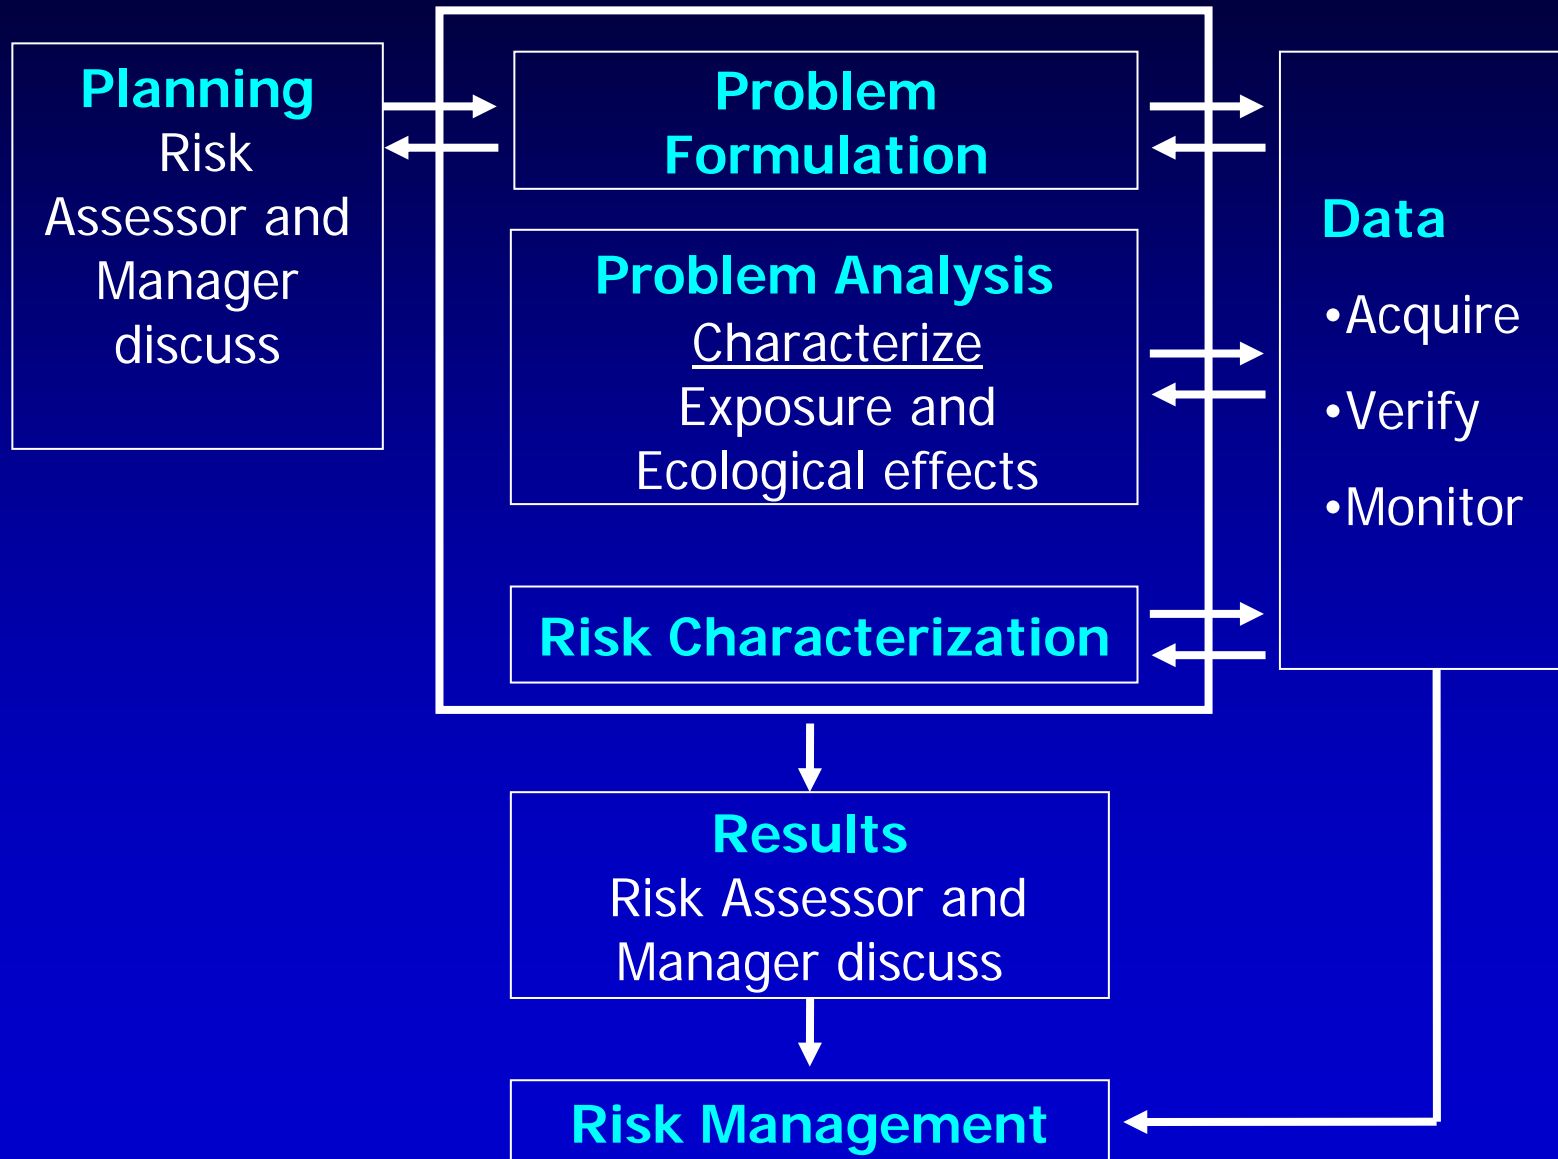 Planning
Risk
Assessor and
Manager
discuss
Problem
Formulation
Problem Analysis
Characterize
Exposure and
Ecological effects
Risk Characterization
Data
•Acquire
•Verify
•Monitor
Results
Risk Assessor and
Manager discuss
Risk Management